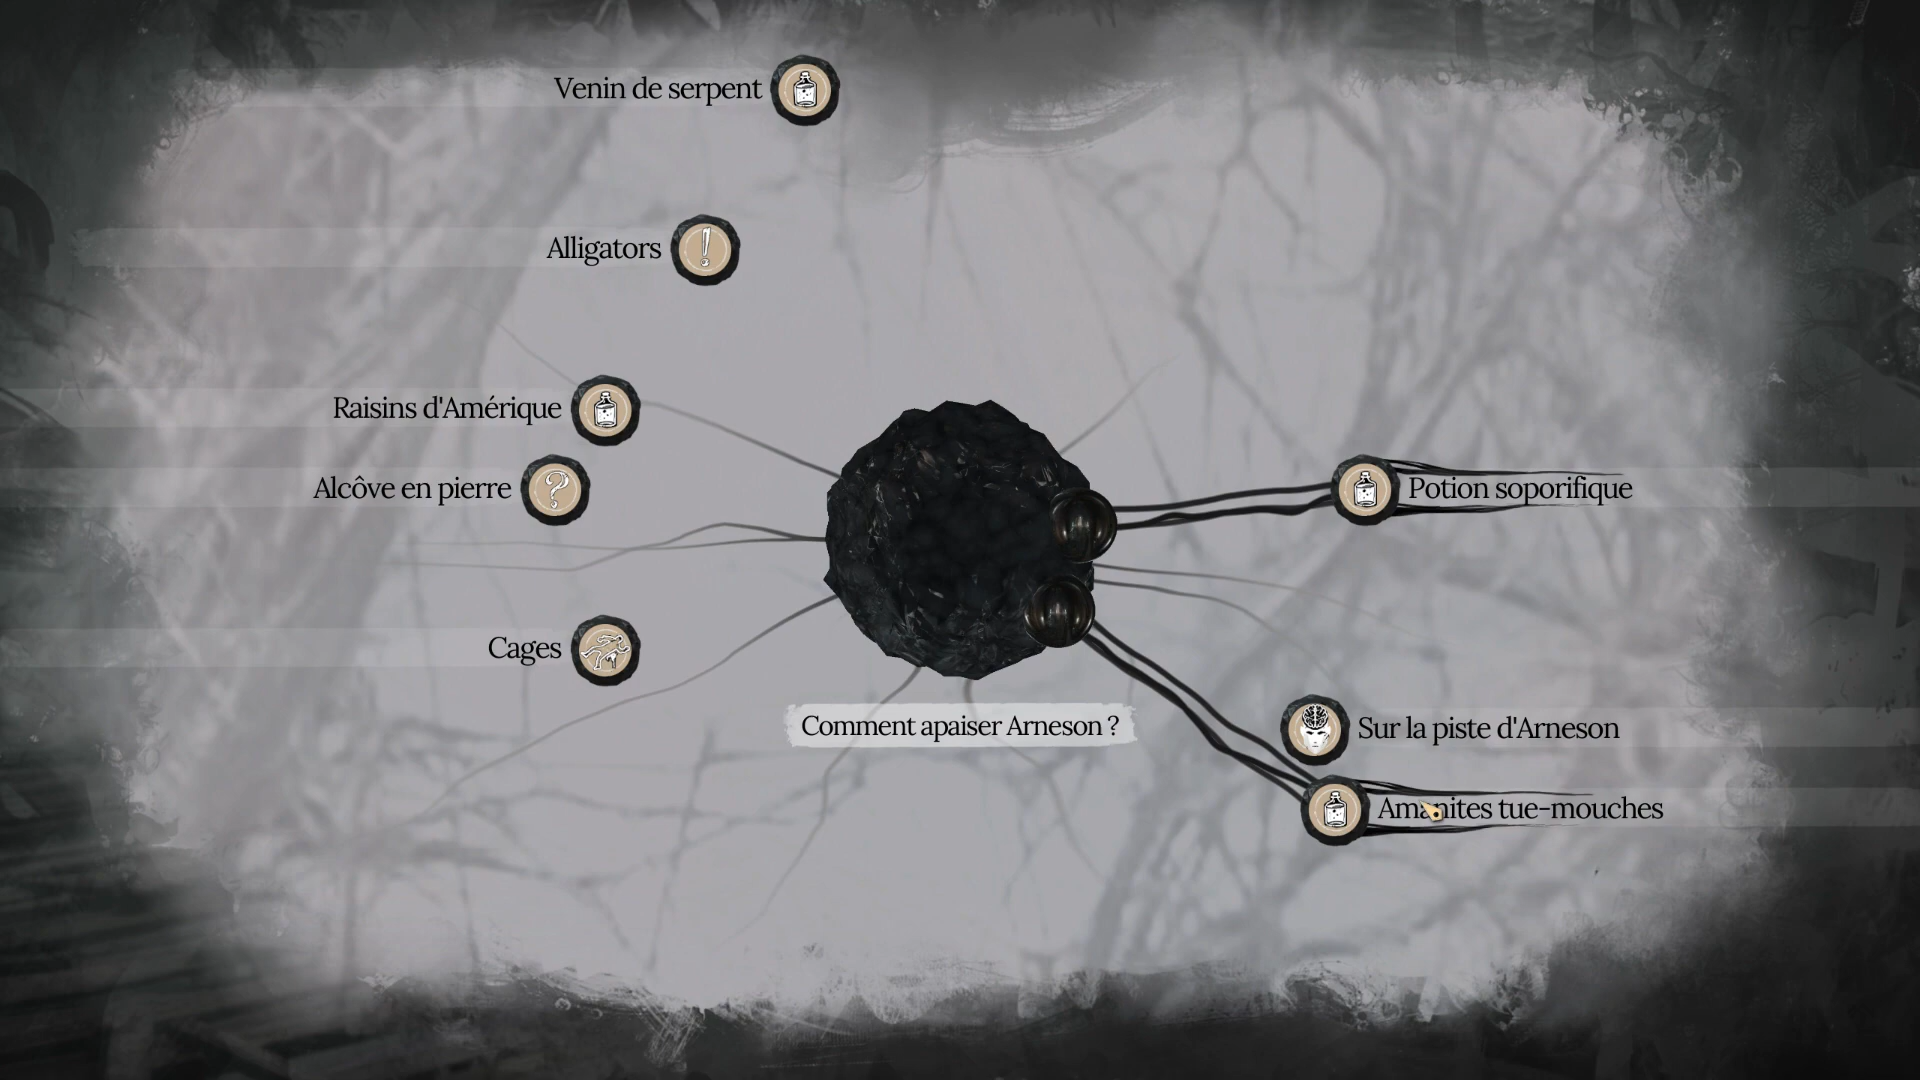 Venin de serpent
Alligators
Raisins d'Amérique
Alcôve en pierre
Potion soporifique
Cages
Comment apaiser Arneson ?
Sur la piste d'Arneson
Amanites tue-mouches